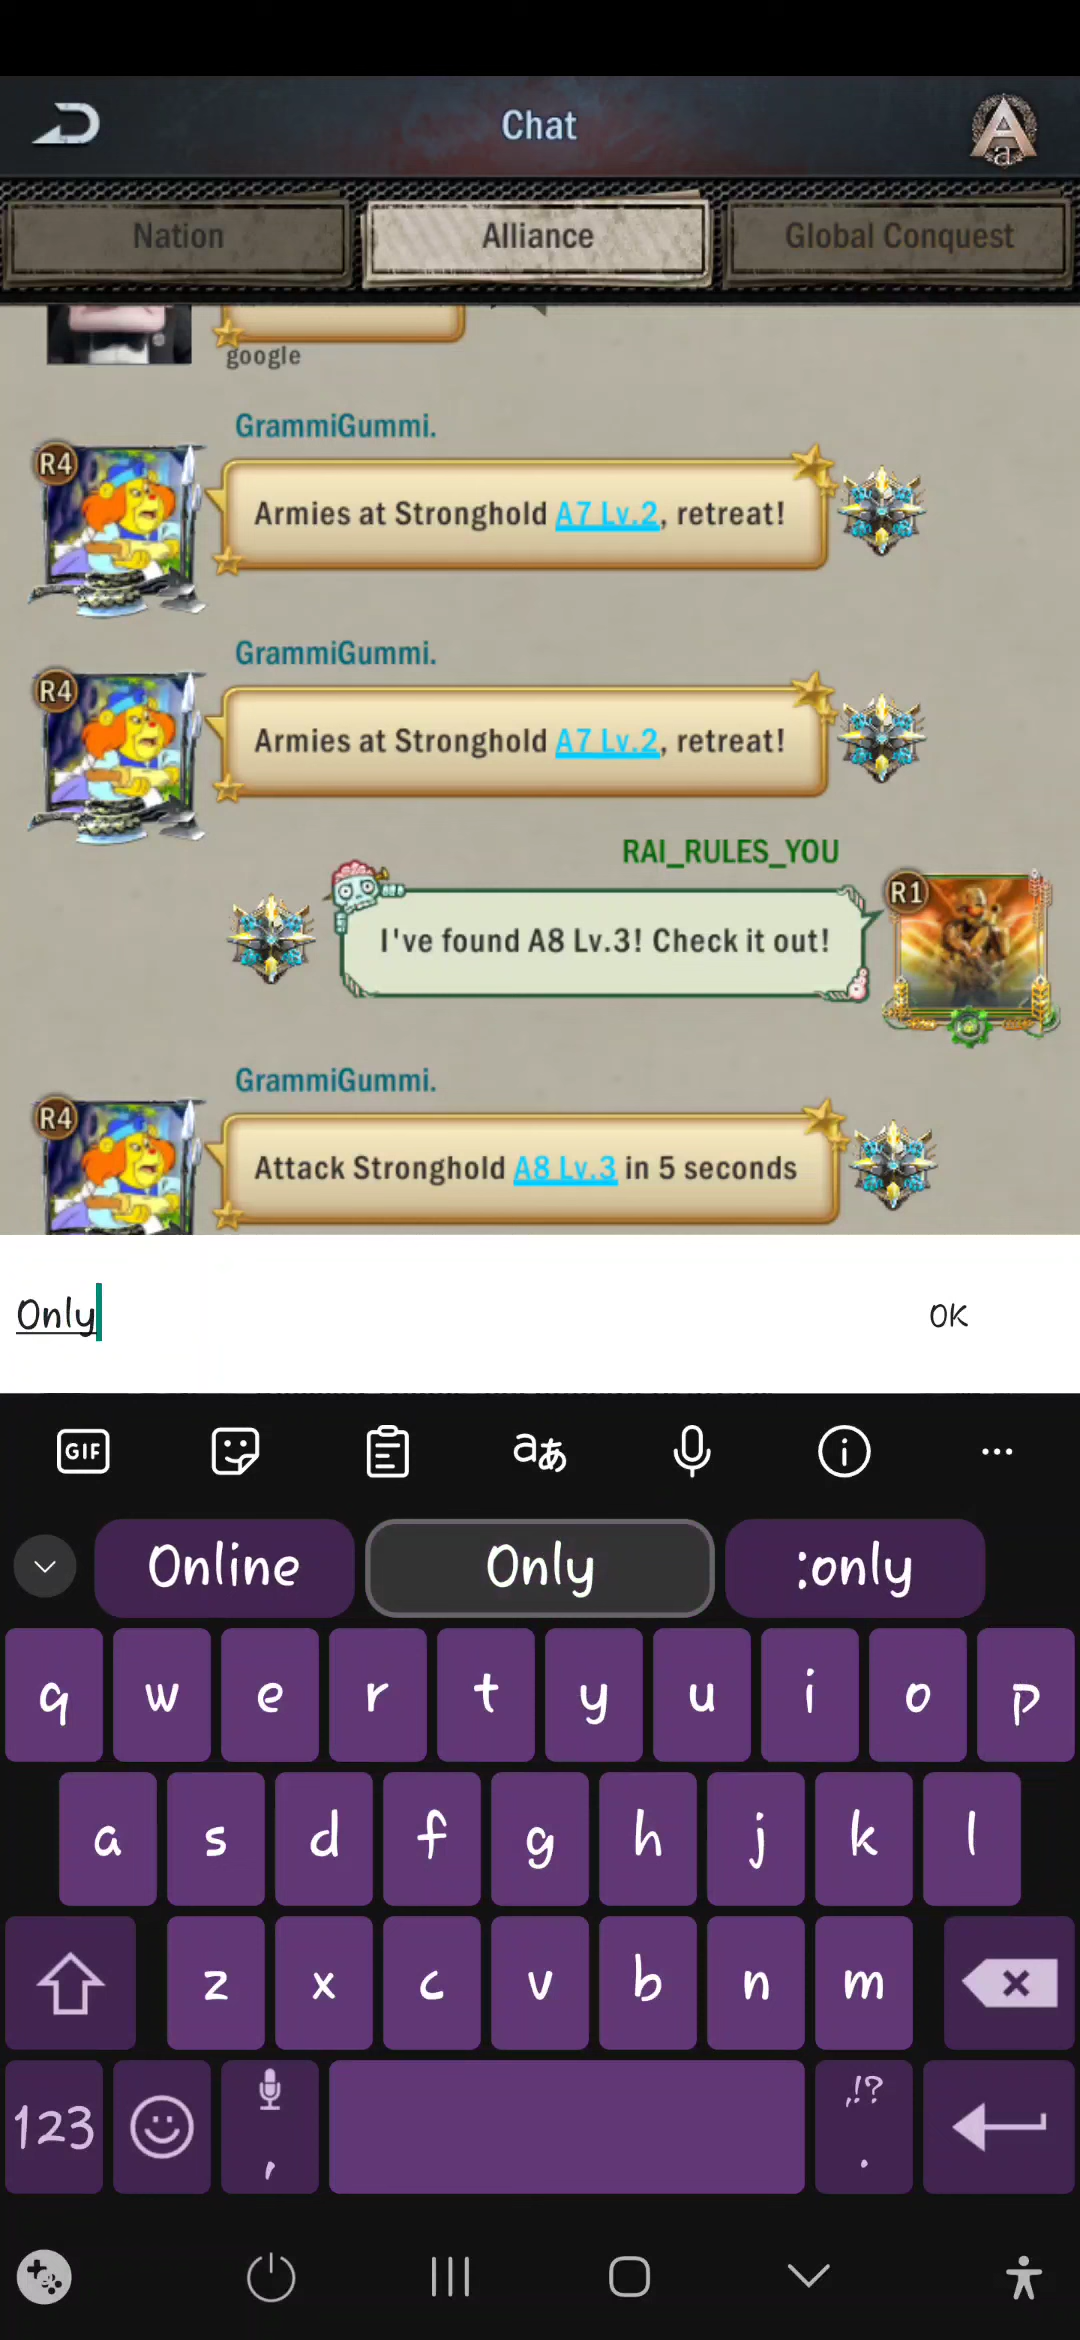 Chat
A
a
Nation
Alliance
Global Conquest
google
GrammiGummi.
R4
Armies at Stronghold A7 Lv.2, retreat!
GrammiGummi.
R4
Armies at Stronghold A7 Lv.2, retreat!
RAI_RULES_YOU
R1
I've found A8 Lv.3! Check it out!
GrammiGummi.
R4
Attack Stronghold A8 Lv.3 in 5 seconds
Only
OK
GIF
aあ
Online
Only
:only
q w e r t y u i o p
a s d f g h j k l
z x c v b n m
123
,
,!?
.